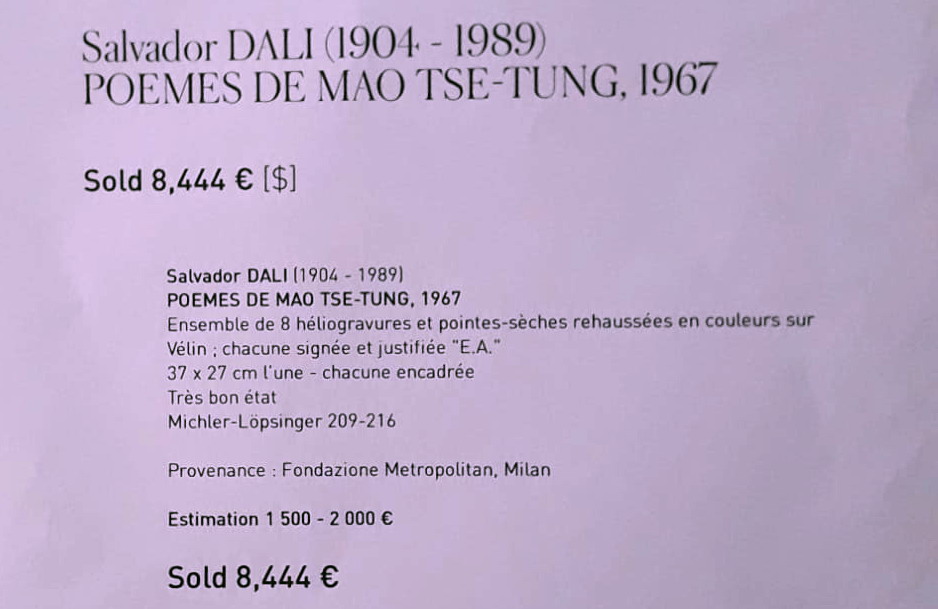 Salvador DALI (1904 - 1989)
POEMES DE MAO TSE-TUNG, 1967
Sold 8,444 € [$]
Salvador DALI (1904 - 1989)
POEMES DE MAO TSE-TUNG, 1967
Ensemble de 8 héliogravures et pointes-sèches rehaussées en couleurs sur
Vélin ; chacune signée et justifiée "E.A."
37 x 27 cm l'une - chacune encadrée
Très bon état
Michler-Löpsinger 209-216
Provenance : Fondazione Metropolitan, Milan
Estimation 1 500 - 2 000 €
Sold 8,444 €